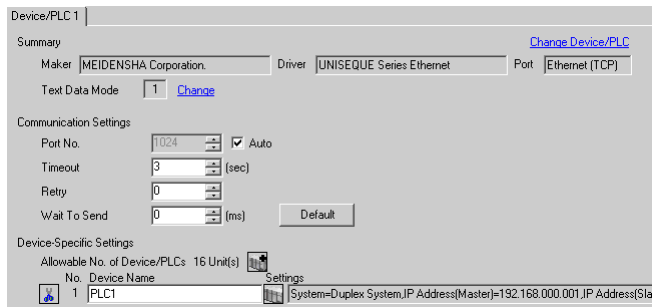 Device/PLC 1
Summary Change Device/PLC
Maker MEIDENSHA Corporation. Driver UNISEQUE Series Ethernet Port Ethernet (TCP)
Text Data Mode 1 Change
Communication Settings
Port No. 1024 Auto
Timeout 3 (sec)
Retry 0
Wait To Send 0 (ms) Default
Device-Specific Settings
Allowable No. of Device/PLCs 16 Unit(s)
No. Device Name Settings
1 PLC1 System=Duplex System,IP Address(Master)=192.168.000.001,IP Address(Sla